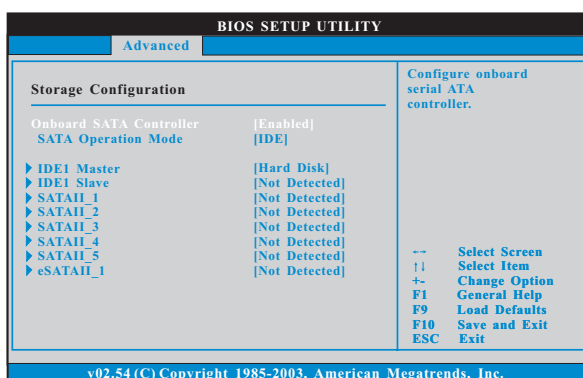 BIOS SETUP UTILITY
Advanced
Storage Configuration
Onboard SATA Controller [Enabled]
SATA Operation Mode [IDE]
IDE1 Master [Hard Disk]
IDE1 Slave [Not Detected]
SATAII_1 [Not Detected]
SATAII_2 [Not Detected]
SATAII_3 [Not Detected]
SATAII_4 [Not Detected]
SATAII_5 [Not Detected]
eSATAII_1 [Not Detected]
Configure onboard
serial ATA
controller.
←→ Select Screen
↑↓ Select Item
+- Change Option
F1 General Help
F9 Load Defaults
F10 Save and Exit
ESC Exit
v02.54 (C) Copyright 1985-2003, American Megatrends, Inc.